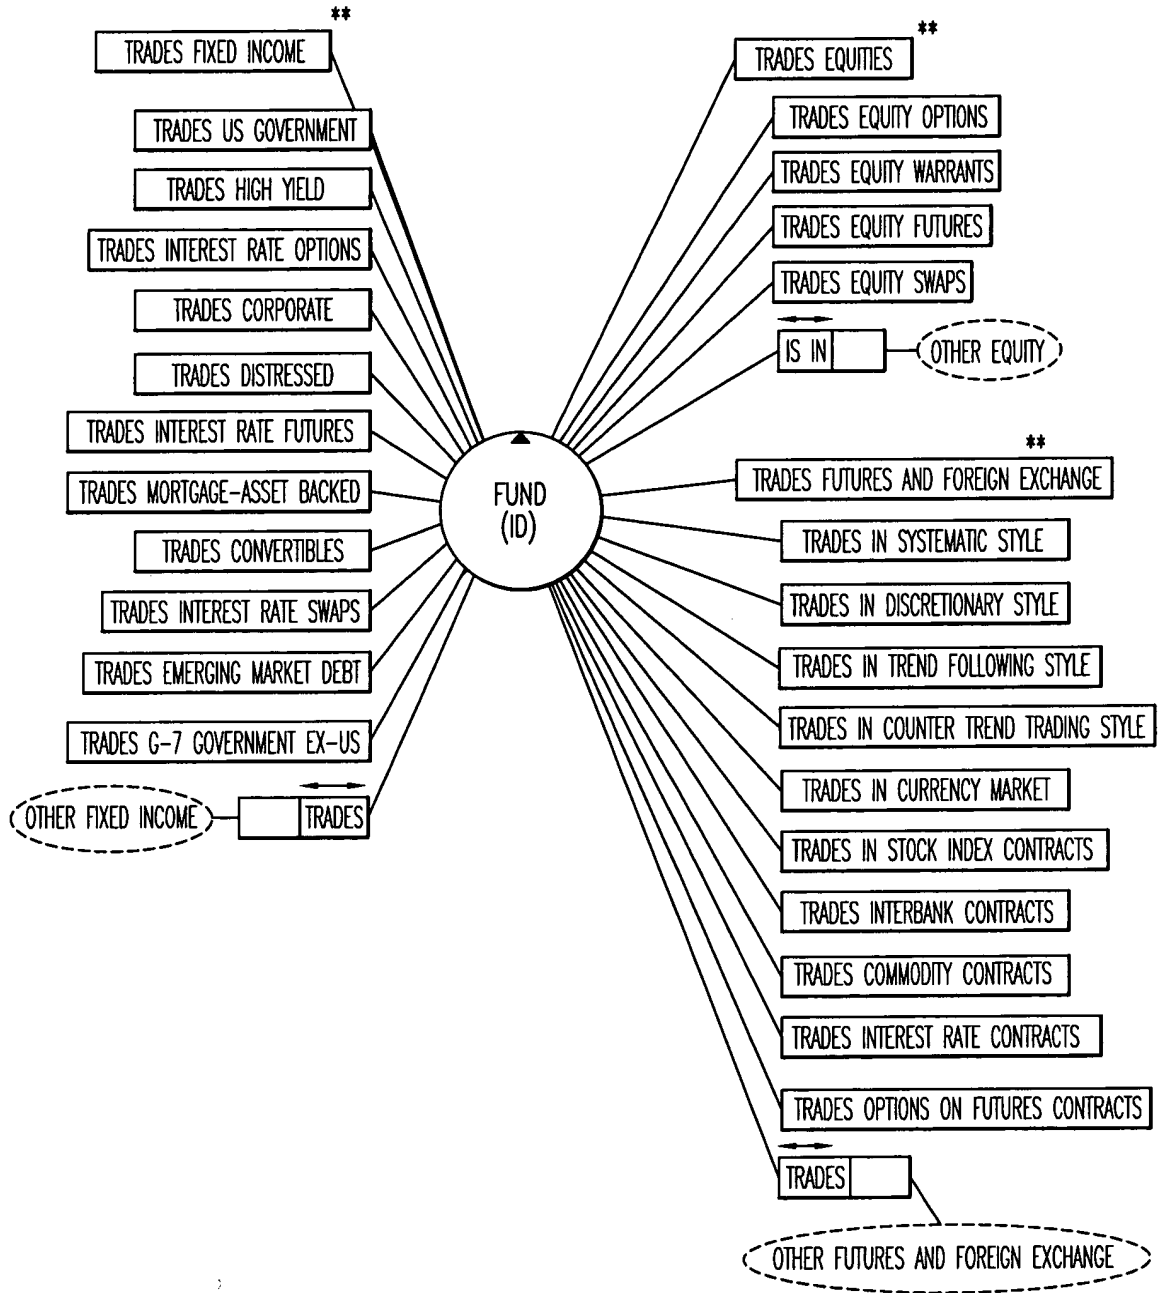 **
TRADES FIXED INCOME
TRADES US GOVERNMENT
TRADES HIGH YIELD
TRADES INTEREST RATE OPTIONS
TRADES CORPORATE
TRADES DISTRESSED
TRADES INTEREST RATE FUTURES
TRADES MORTGAGE-ASSET BACKED
TRADES CONVERTIBLES
TRADES INTEREST RATE SWAPS
TRADES EMERGING MARKET DEBT
TRADES G-7 GOVERNMENT EX-US
OTHER FIXED INCOME
TRADES
FUND
(ID)
**
TRADES EQUITIES
TRADES EQUITY OPTIONS
TRADES EQUITY WARRANTS
TRADES EQUITY FUTURES
TRADES EQUITY SWAPS
IS IN
OTHER EQUITY
**
TRADES FUTURES AND FOREIGN EXCHANGE
TRADES IN SYSTEMATIC STYLE
TRADES IN DISCRETIONARY STYLE
TRADES IN TREND FOLLOWING STYLE
TRADES IN COUNTER TREND TRADING STYLE
TRADES IN CURRENCY MARKET
TRADES IN STOCK INDEX CONTRACTS
TRADES INTERBANK CONTRACTS
TRADES COMMODITY CONTRACTS
TRADES INTEREST RATE CONTRACTS
TRADES OPTIONS ON FUTURES CONTRACTS
TRADES
OTHER FUTURES AND FOREIGN EXCHANGE